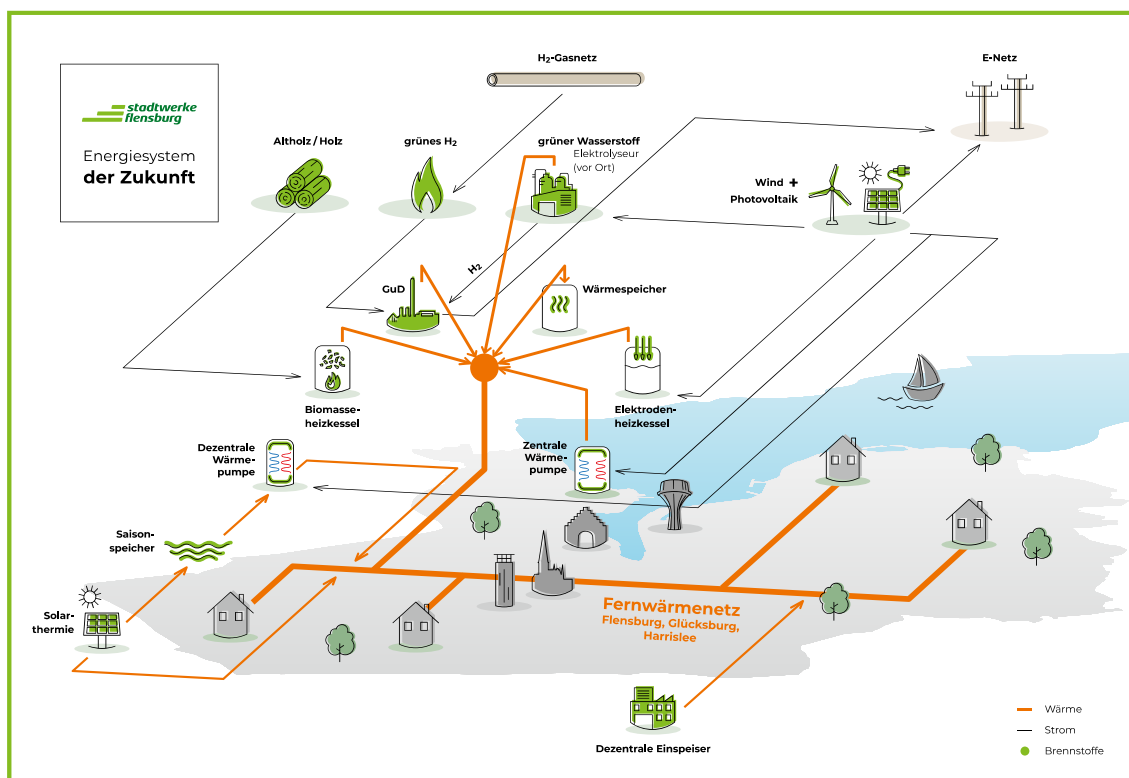 stadtwerke
flensburg
Energiesystem
der Zukunft
H₂-Gasnetz
E-Netz
Altholz / Holz
grünes H₂
grüner Wasserstoff
Elektrolyseur
(vor Ort)
Wind +
Photovoltaik
H₂
GuD
Wärmespeicher
Biomasse-
heizkessel
Elektroden-
heizkessel
Dezentrale
Wärme-
pumpe
Zentrale
Wärme-
pumpe
Saison-
speicher
Solar-
thermie
Fernwärmenetz
Flensburg, Glücksburg,
Harrislee
Dezentrale Einspeiser
Wärme
Strom
Brennstoffe